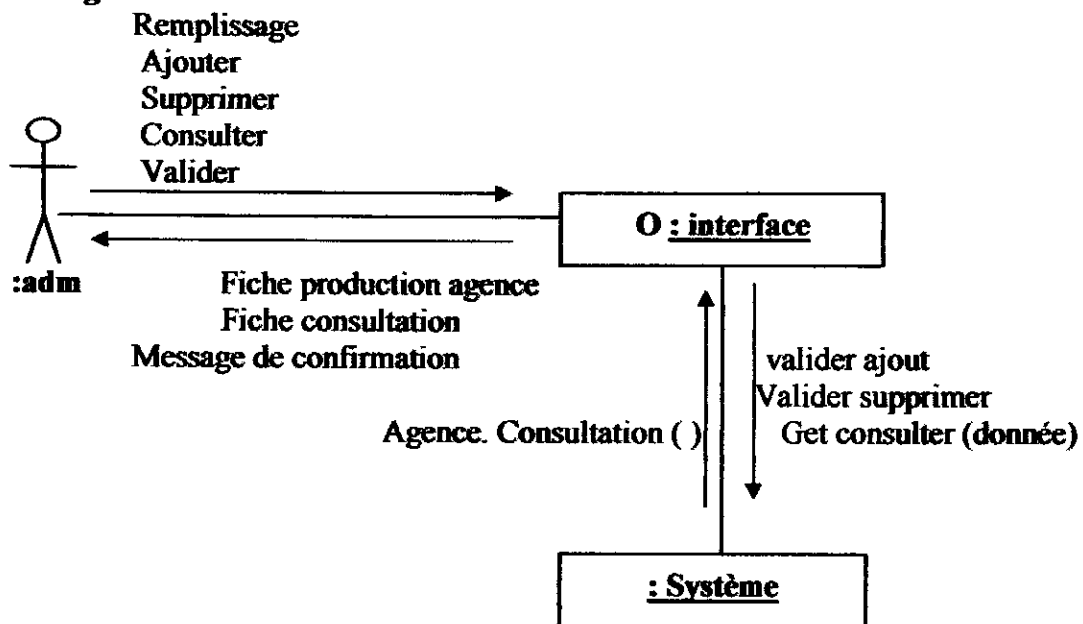 Remplissage
Ajouter
Supprimer
Consulter
Valider
O : interface
:adm
Fiche production agence
Fiche consultation
Message de confirmation
valider ajout
Valider supprimer
Agence. Consultation ( )
Get consulter (donnée)
: Système